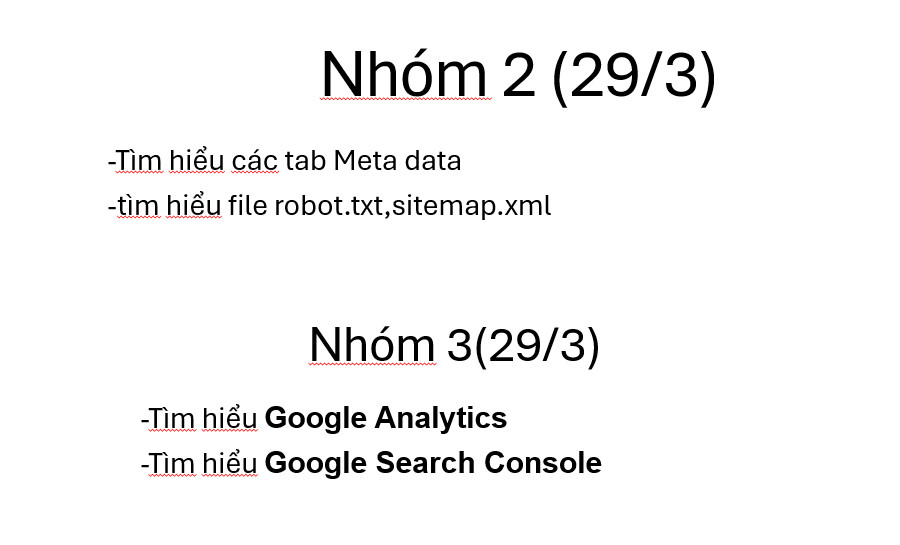 Nhóm 2 (29/3)
-Tìm hiểu các tab Meta data
-tìm hiểu file robot.txt,sitemap.xml
Nhóm 3(29/3)
-Tìm hiểu Google Analytics
-Tìm hiểu Google Search Console